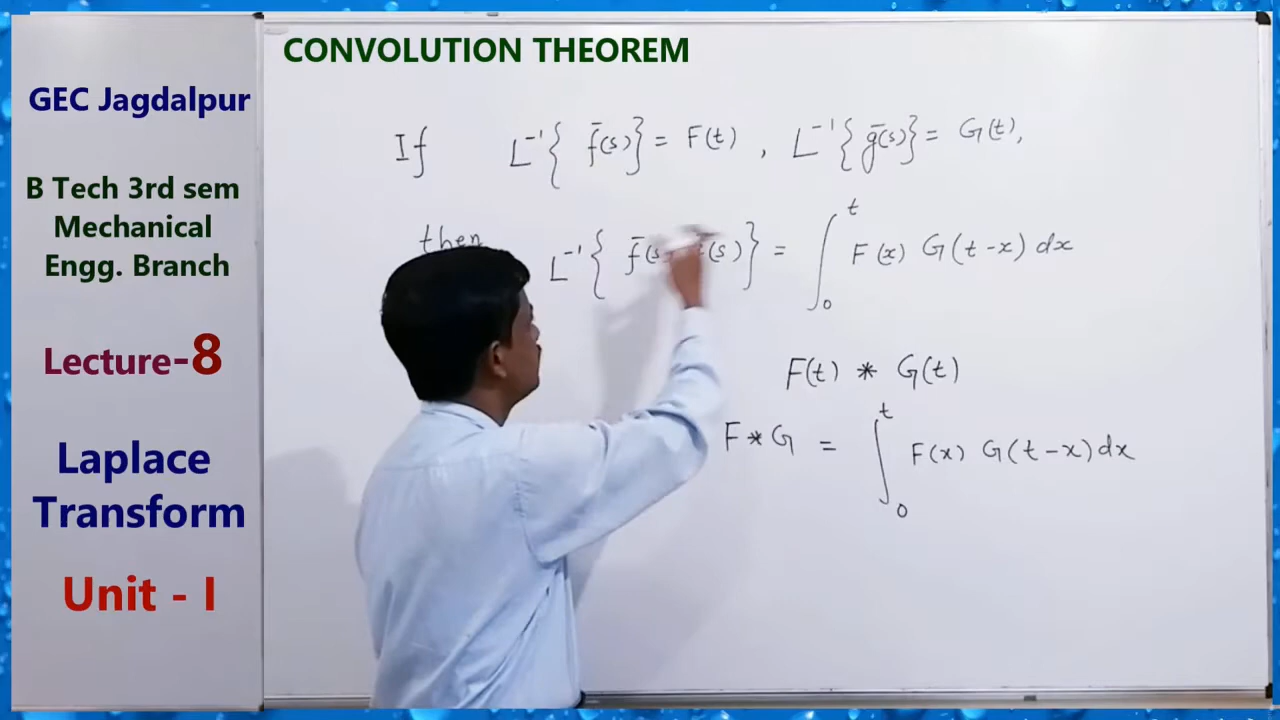 CONVOLUTION THEOREM
GEC Jagdalpur
B Tech 3rd sem
Mechanical
Engg. Branch
Lecture-8
Laplace
Transform
Unit - I
If L⁻¹{ f̄(s)} = F(t) , L⁻¹{ ḡ(s)} = G(t),
then L⁻¹{ f̄(s) (s)} = ∫₀ᵗ F(x) G(t-x) dx
F(t) * G(t)
F*G = ∫₀ᵗ F(x) G(t-x) dx